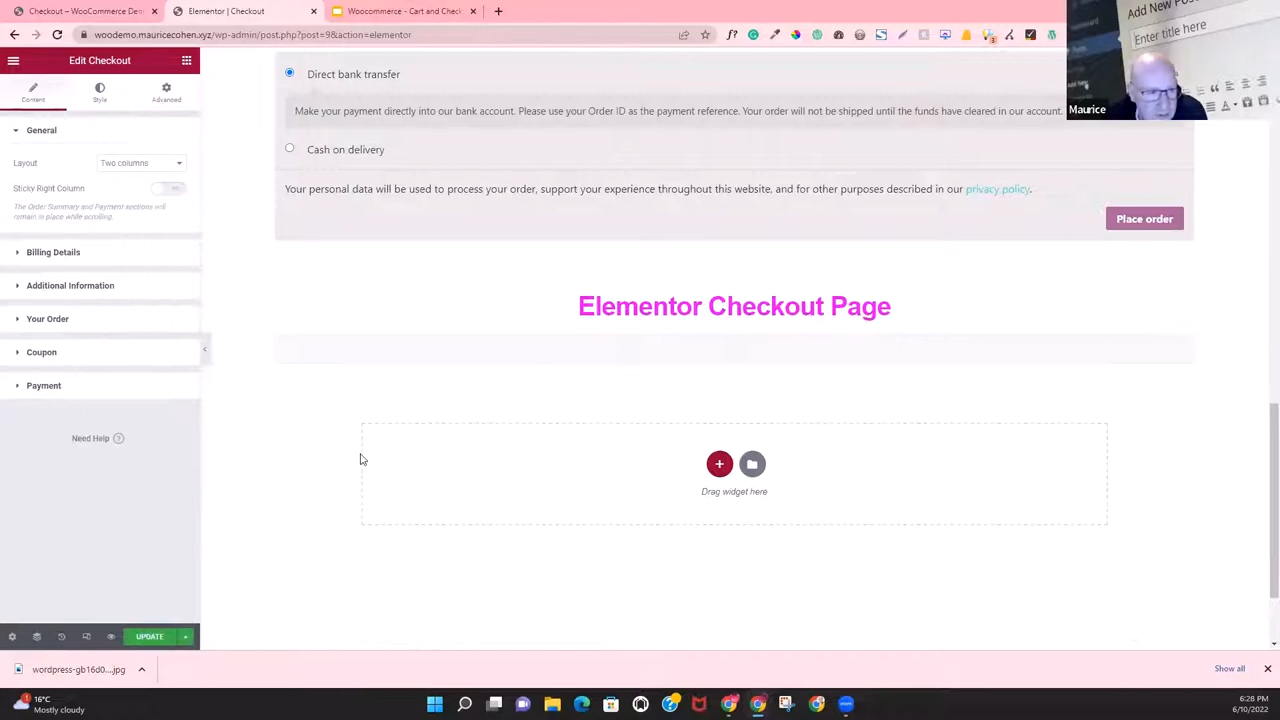 Checkout – WooCommerce De
Elementor | Checkout
Woocommerce - Cart and Check
woodemo.mauricecohen.xyz/wp-admin/post.php?post=9&action=elementor
Add New Pos
Enter title here
Maurice
Edit Checkout
Content
Style
Advanced
General
Layout
Two columns
Sticky Right Column
NO
The Order Summary and Payment sections will
remain in place while scrolling.
Billing Details
Additional Information
Your Order
Coupon
Payment
Need Help ?
UPDATE
Direct bank transfer
Make your payment directly into our bank account. Please use your Order ID as the payment reference. Your order will not be shipped until the funds have cleared in our account.
Cash on delivery
Your personal data will be used to process your order, support your experience throughout this website, and for other purposes described in our privacy policy.
Place order
Elementor Checkout Page
Drag widget here
wordpress-gb16d0....jpg
Show all
16°C
Mostly cloudy
6:28 PM
6/10/2022